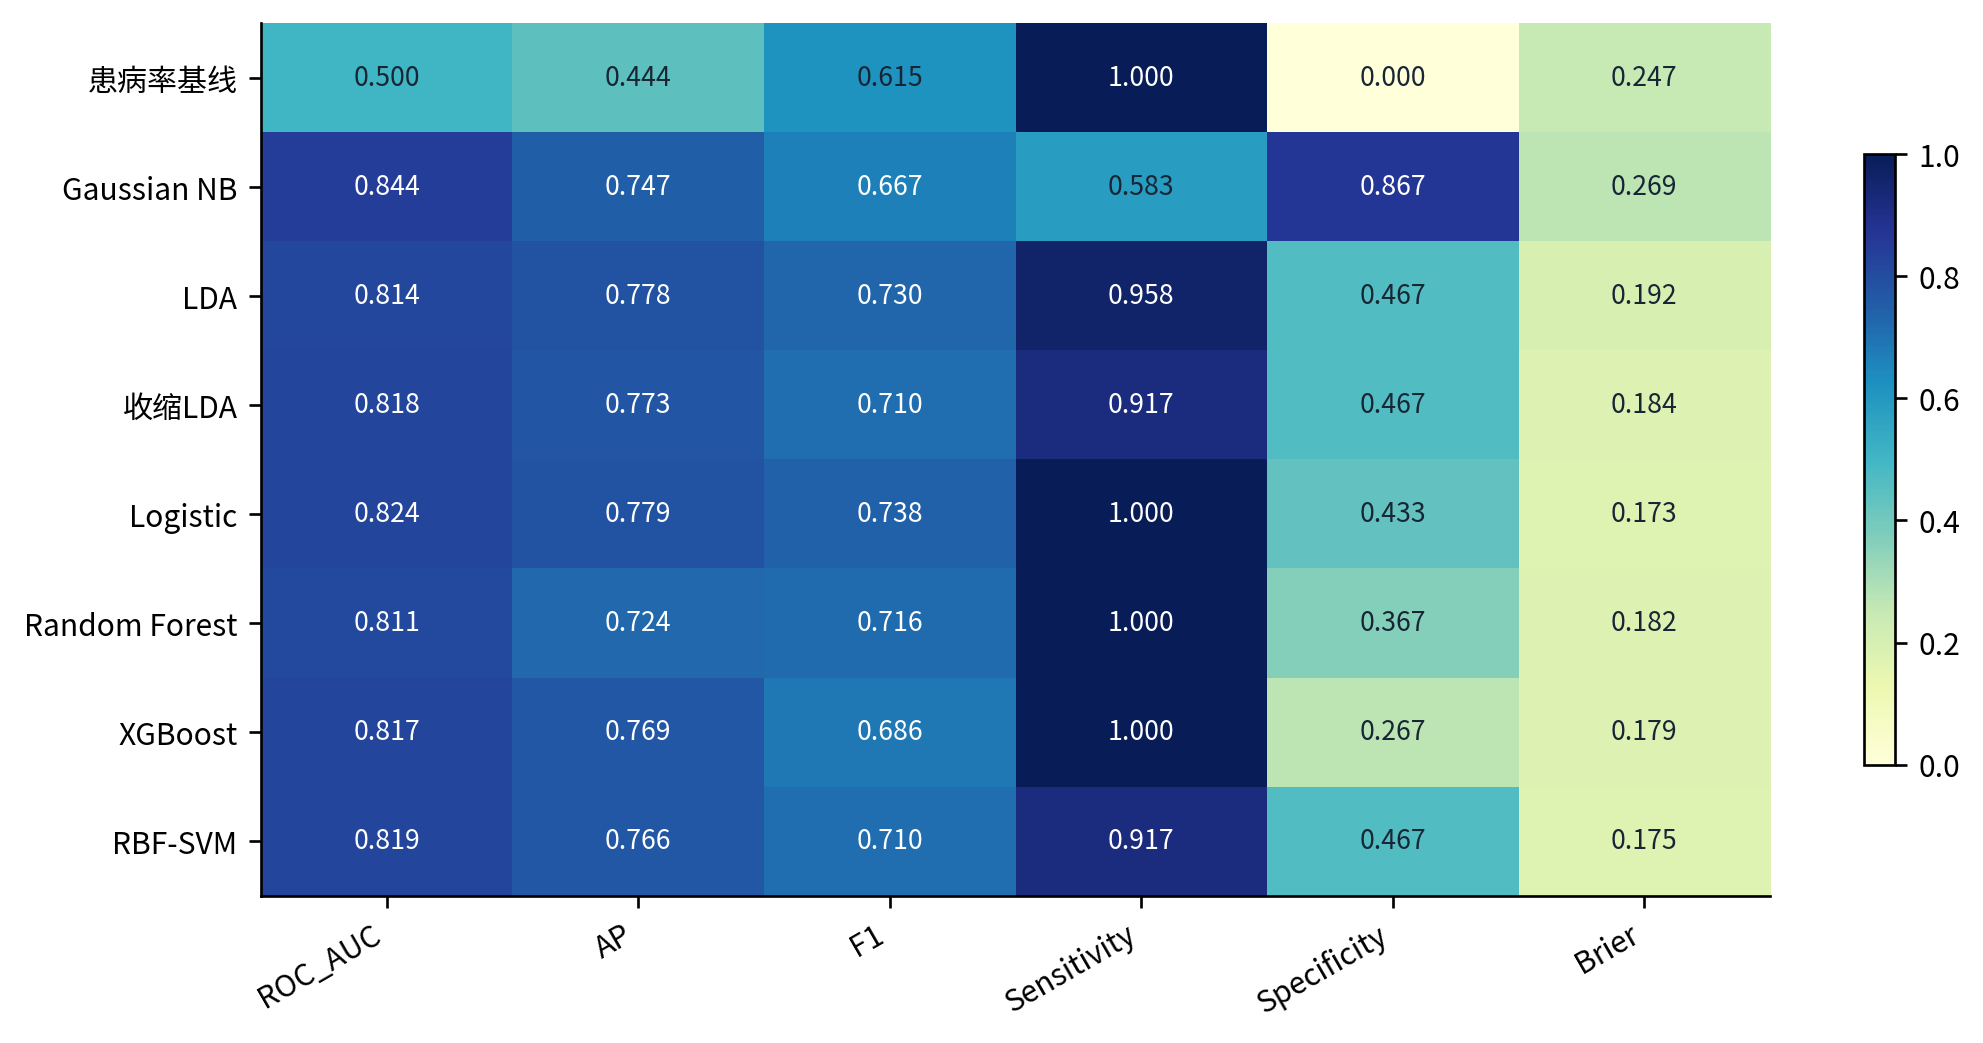 患病率基线 0.500 0.444 0.615 1.000 0.000 0.247
Gaussian NB 0.844 0.747 0.667 0.583 0.867 0.269
LDA 0.814 0.778 0.730 0.958 0.467 0.192
收缩LDA 0.818 0.773 0.710 0.917 0.467 0.184
Logistic 0.824 0.779 0.738 1.000 0.433 0.173
Random Forest 0.811 0.724 0.716 1.000 0.367 0.182
XGBoost 0.817 0.769 0.686 1.000 0.267 0.179
RBF-SVM 0.819 0.766 0.710 0.917 0.467 0.175
ROC_AUC AP F1 Sensitivity Specificity Brier
1.0
0.8
0.6
0.4
0.2
0.0